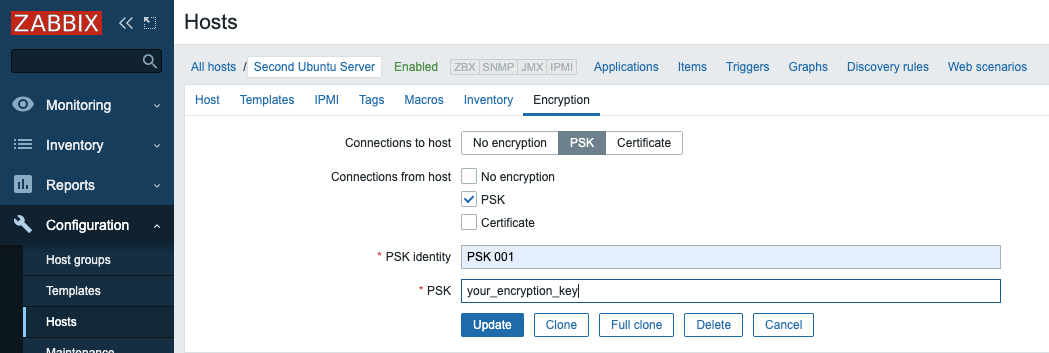 ZABBIX
Hosts
All hosts / Second Ubuntu Server Enabled ZBX SNMP JMX IPMI Applications Items Triggers Graphs Discovery rules Web scenarios
Host Templates IPMI Tags Macros Inventory Encryption
Monitoring
Inventory
Reports
Configuration
Host groups
Templates
Hosts
Maintenance
Connections to host No encryption PSK Certificate
Connections from host No encryption
PSK
Certificate
* PSK identity PSK 001
* PSK your_encryption_key
Update Clone Full clone Delete Cancel